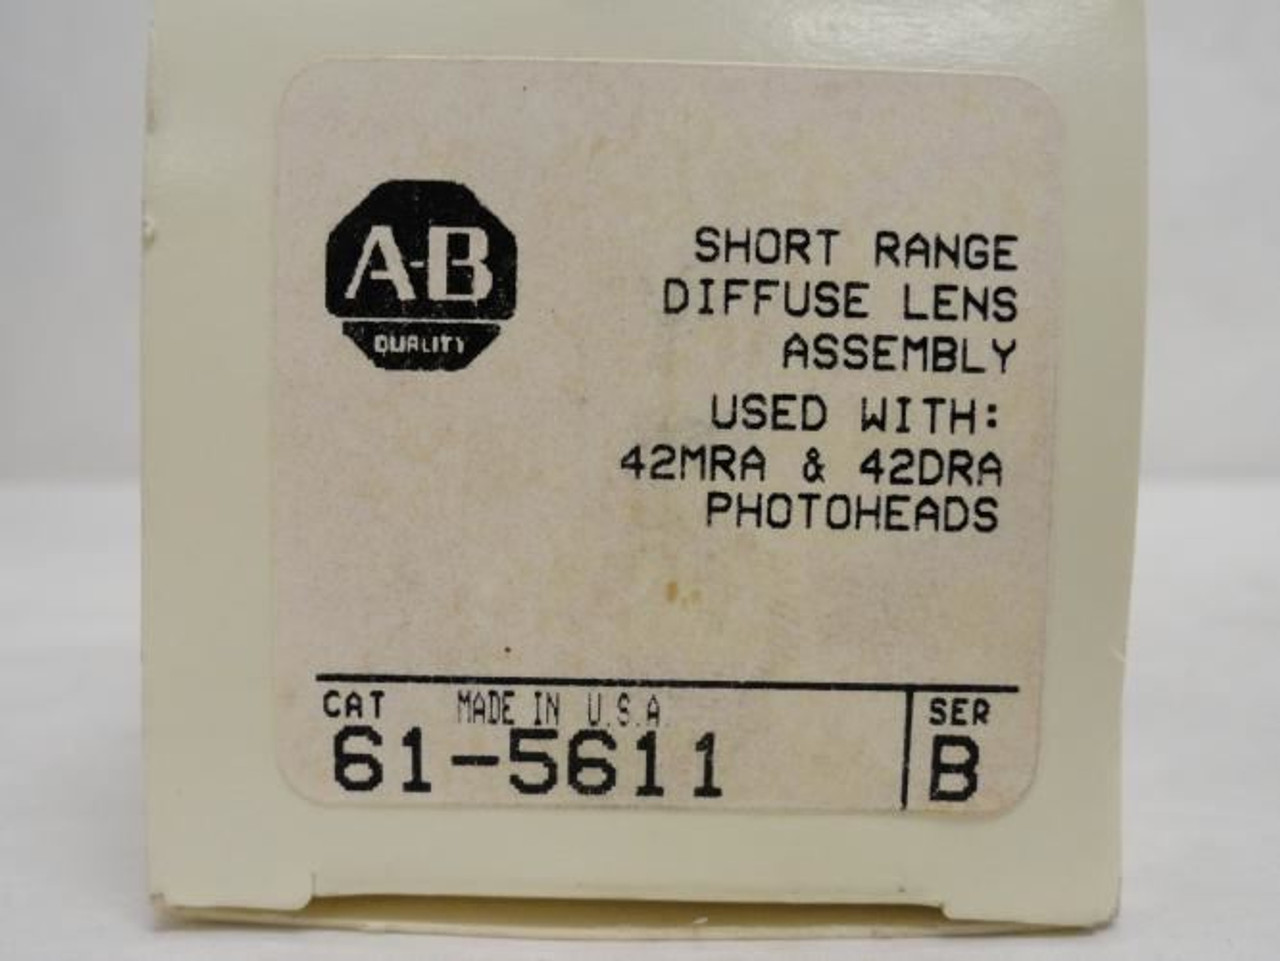 A-B
QUALITY
SHORT RANGE
DIFFUSE LENS
ASSEMBLY
USED WITH:
42MRA & 42DRA
PHOTOHEADS
CAT MADE IN U.S.A.
61-5611
SER
B